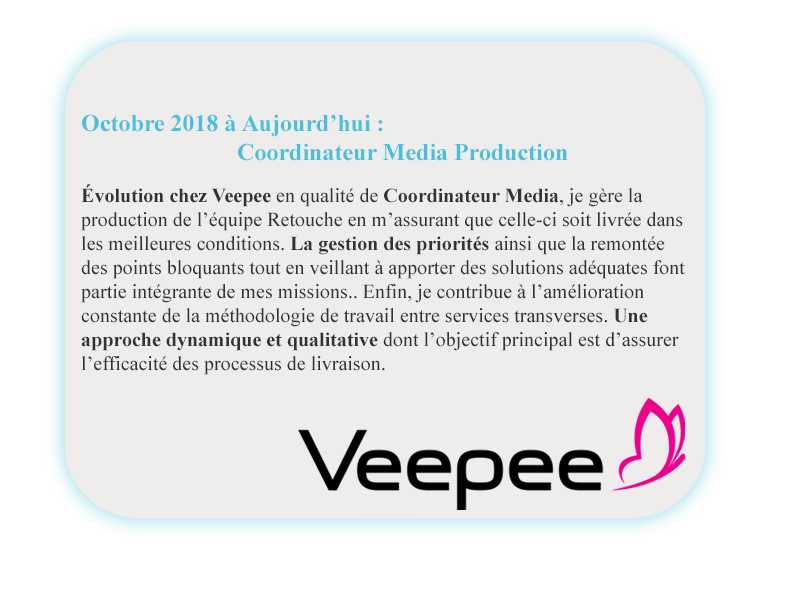 Octobre 2018 à Aujourd’hui :
Coordinateur Media Production
Évolution chez Veepee en qualité de Coordinateur Media, je gère la
production de l’équipe Retouche en m’assurant que celle-ci soit livrée dans
les meilleures conditions. La gestion des priorités ainsi que la remontée
des points bloquants tout en veillant à apporter des solutions adéquates font
partie intégrante de mes missions.. Enfin, je contribue à l’amélioration
constante de la méthodologie de travail entre services transverses. Une
approche dynamique et qualitative dont l’objectif principal est d’assurer
l’efficacité des processus de livraison.
Veepee